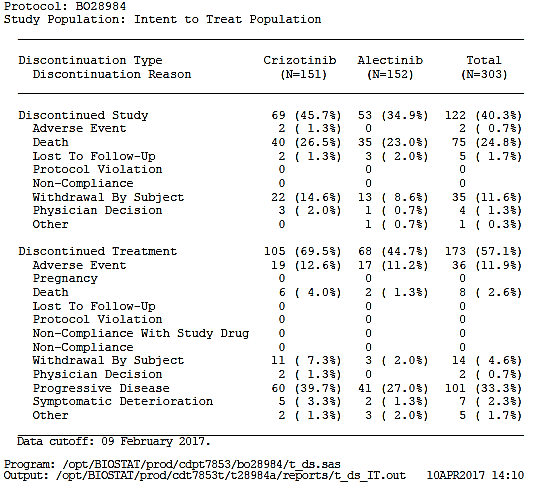 Protocol: BO28984
Study Population: Intent to Treat Population
Discontinuation Type Crizotinib Alectinib Total
Discontinuation Reason (N=151) (N=152) (N=303)
Discontinued Study 69 (45.7%) 53 (34.9%) 122 (40.3%)
Adverse Event 2 ( 1.3%) 0 2 ( 0.7%)
Death 40 (26.5%) 35 (23.0%) 75 (24.8%)
Lost To Follow-Up 2 ( 1.3%) 3 ( 2.0%) 5 ( 1.7%)
Protocol Violation 0 0 0
Non-Compliance 0 0 0
Withdrawal By Subject 22 (14.6%) 13 ( 8.6%) 35 (11.6%)
Physician Decision 3 ( 2.0%) 1 ( 0.7%) 4 ( 1.3%)
Other 0 1 ( 0.7%) 1 ( 0.3%)
Discontinued Treatment 105 (69.5%) 68 (44.7%) 173 (57.1%)
Adverse Event 19 (12.6%) 17 (11.2%) 36 (11.9%)
Pregnancy 0 0 0
Death 6 ( 4.0%) 2 ( 1.3%) 8 ( 2.6%)
Lost To Follow-Up 0 0 0
Protocol Violation 0 0 0
Non-Compliance With Study Drug 0 0 0
Non-Compliance 0 0 0
Withdrawal By Subject 11 ( 7.3%) 3 ( 2.0%) 14 ( 4.6%)
Physician Decision 2 ( 1.3%) 0 2 ( 0.7%)
Progressive Disease 60 (39.7%) 41 (27.0%) 101 (33.3%)
Symptomatic Deterioration 5 ( 3.3%) 2 ( 1.3%) 7 ( 2.3%)
Other 2 ( 1.3%) 3 ( 2.0%) 5 ( 1.7%)
Data cutoff: 09 February 2017.
Program: /opt/BIOSTAT/prod/cdpt7853/bo28984/t_ds.sas
Output: /opt/BIOSTAT/prod/cdt7853t/t28984a/reports/t_ds_IT.out 10APR2017 14:10